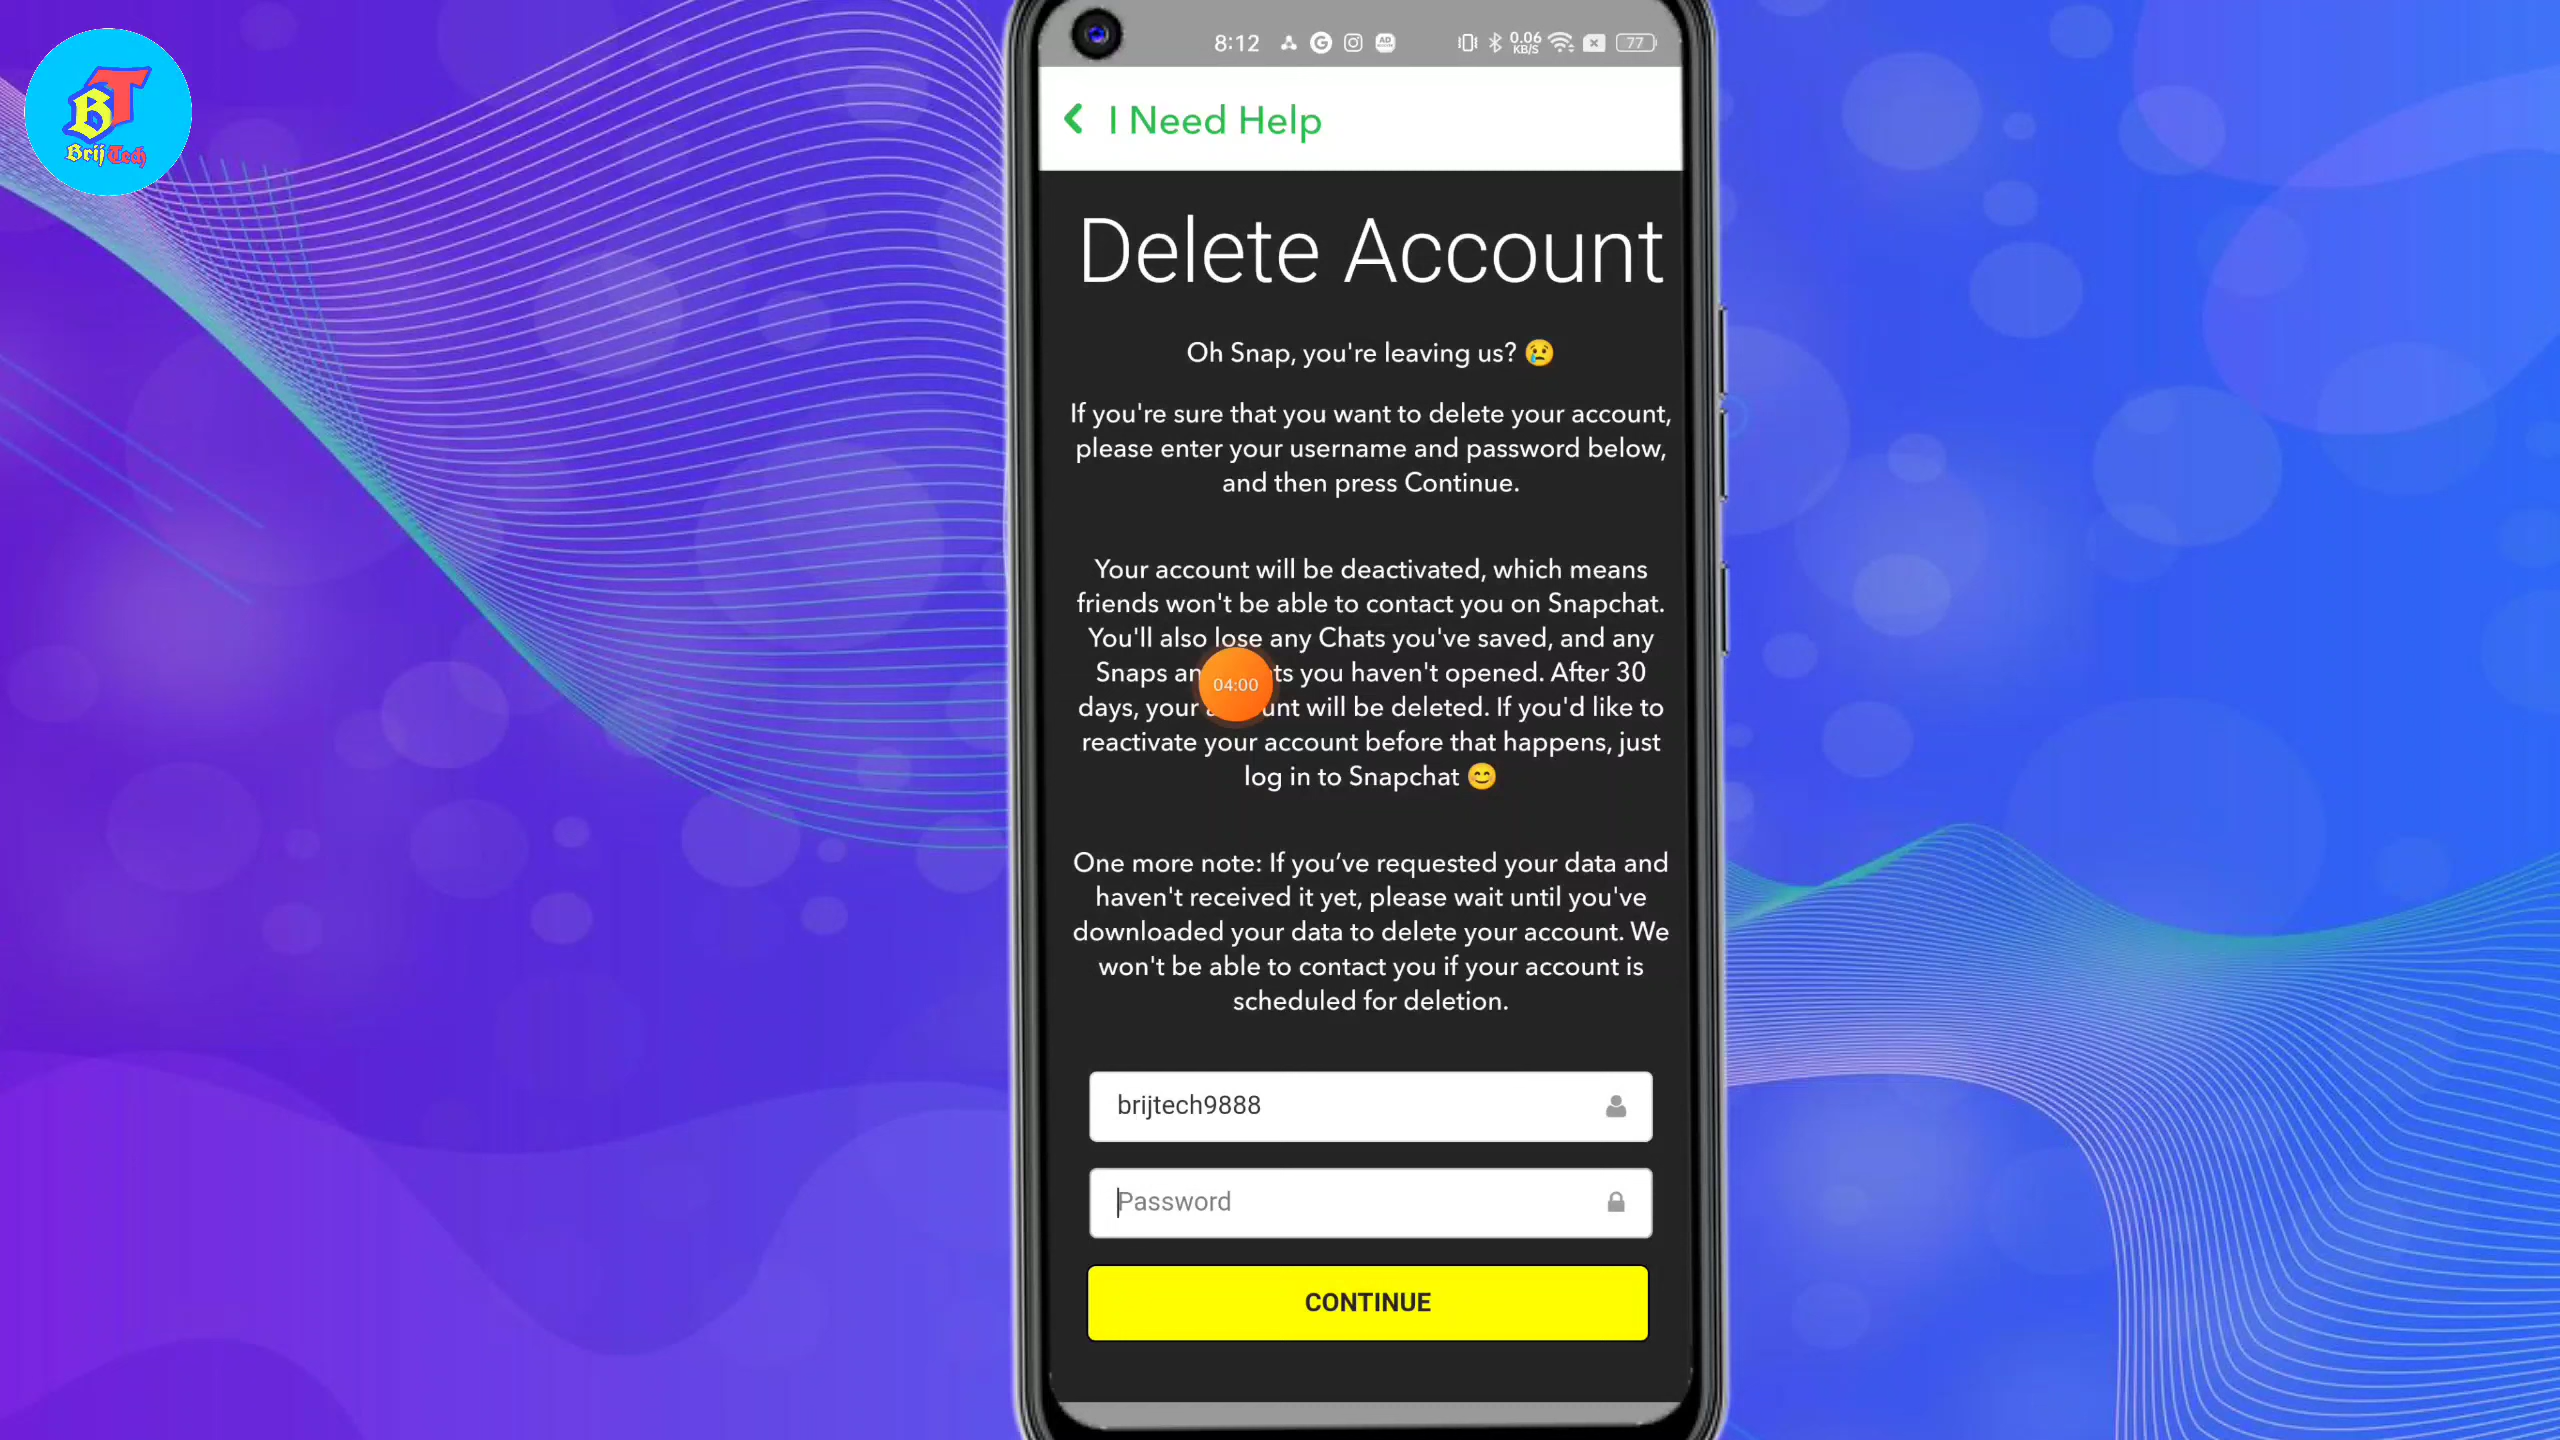 BT
Brij Tech
8:12
0.06
KB/S
77
I Need Help
Delete Account
Oh Snap, you're leaving us? 😢
If you're sure that you want to delete your account,
please enter your username and password below,
and then press Continue.
Your account will be deactivated, which means
friends won't be able to contact you on Snapchat.
You'll also lose any Chats you've saved, and any
Snaps you haven't opened. After 30
04:00
days, your will be deleted. If you'd like to
reactivate your account before that happens, just
log in to Snapchat 😊
One more note: If you’ve requested your data and
haven't received it yet, please wait until you've
downloaded your data to delete your account. We
won't be able to contact you if your account is
scheduled for deletion.
brijtech9888
Password
CONTINUE